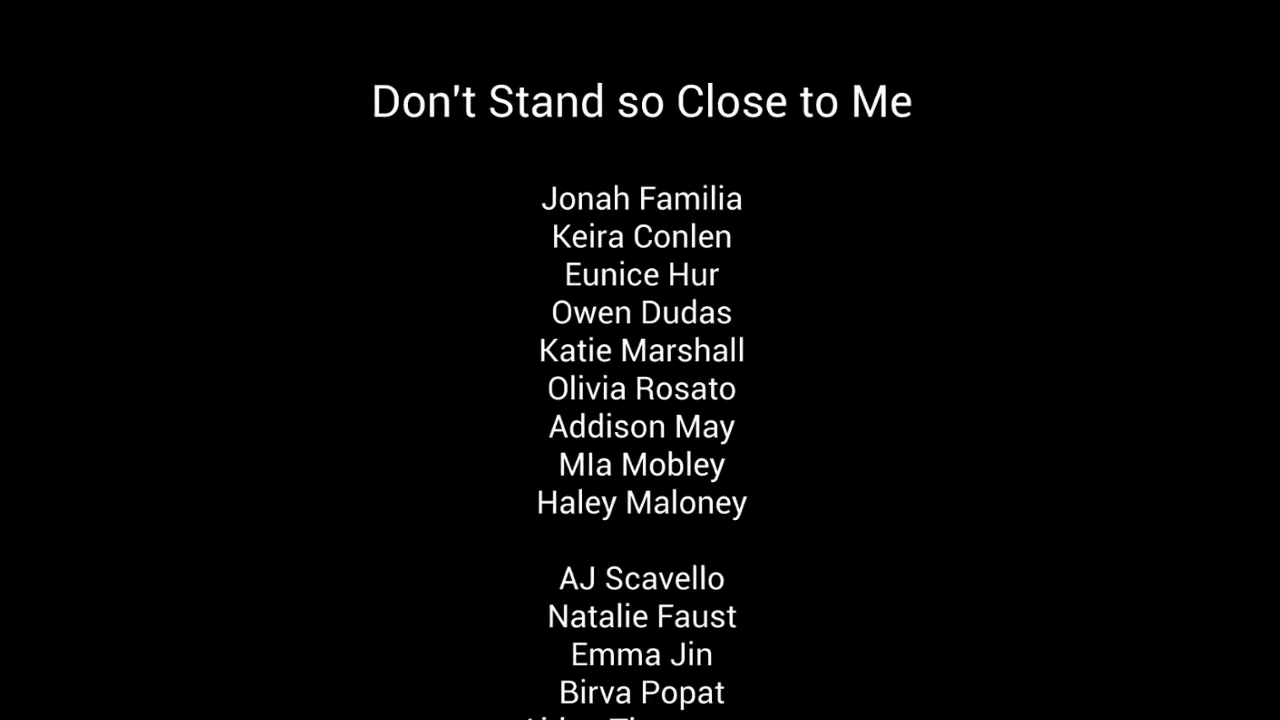 Don't Stand so Close to Me
Jonah Familia
Keira Conlen
Eunice Hur
Owen Dudas
Katie Marshall
Olivia Rosato
Addison May
MIa Mobley
Haley Maloney
AJ Scavello
Natalie Faust
Emma Jin
Birva Popat